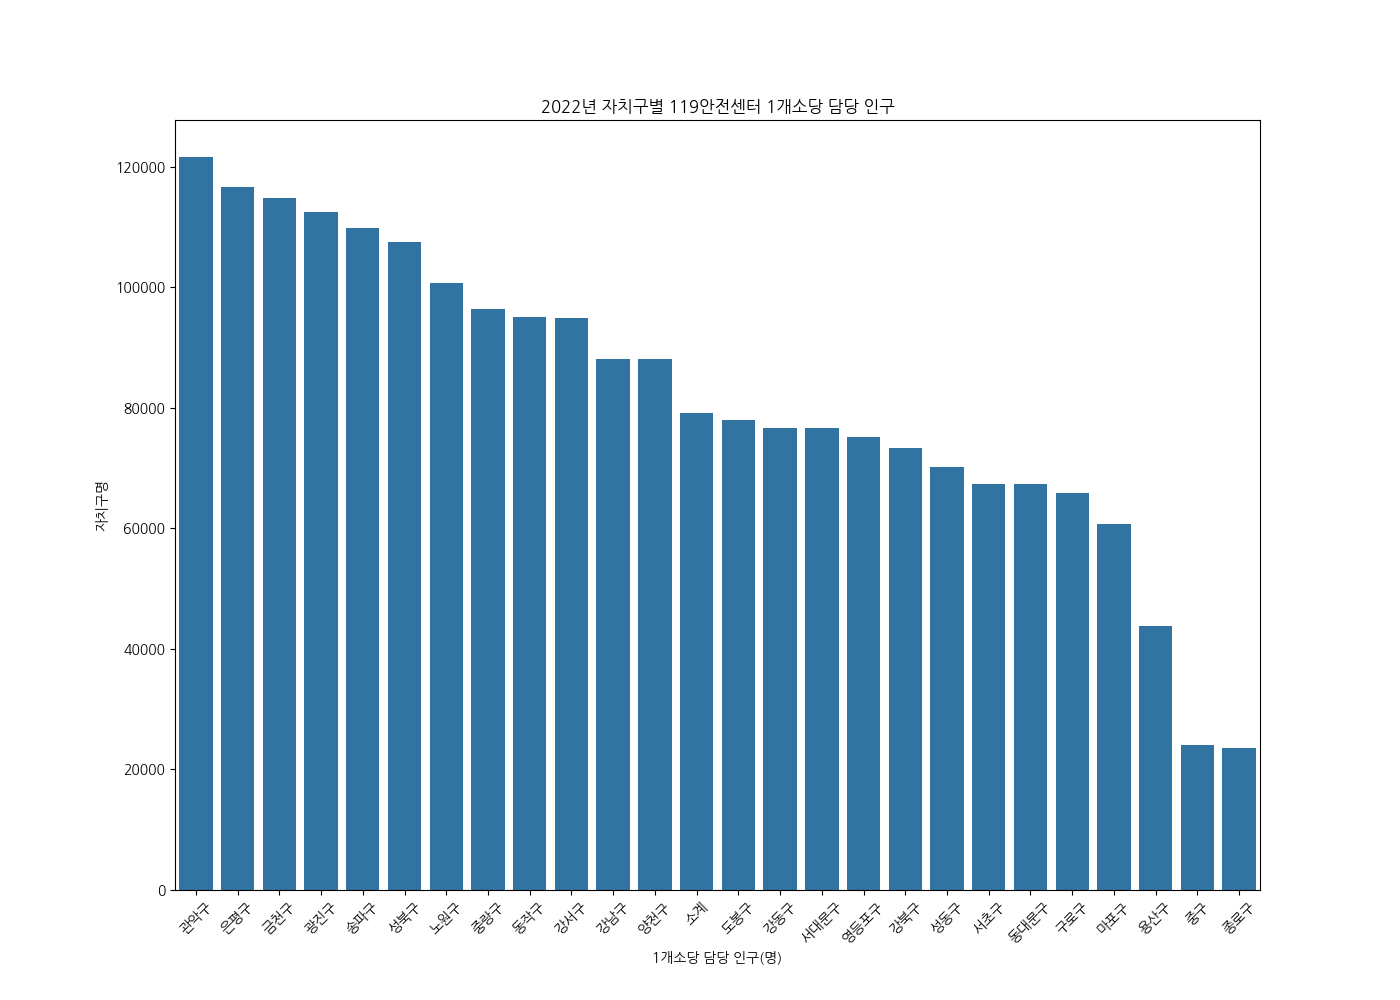 2022년 자치구별 119안전센터 1개소당 담당 인구
120000
100000
80000
60000
40000
20000
0
자치구명
관악구
은평구
금천구
광진구
송파구
성북구
노원구
중랑구
동작구
강서구
강남구
양천구
소계
도봉구
강동구
서대문구
영등포구
강북구
성동구
서초구
동대문구
구로구
마포구
용산구
중구
종로구
1개소당 담당 인구(명)